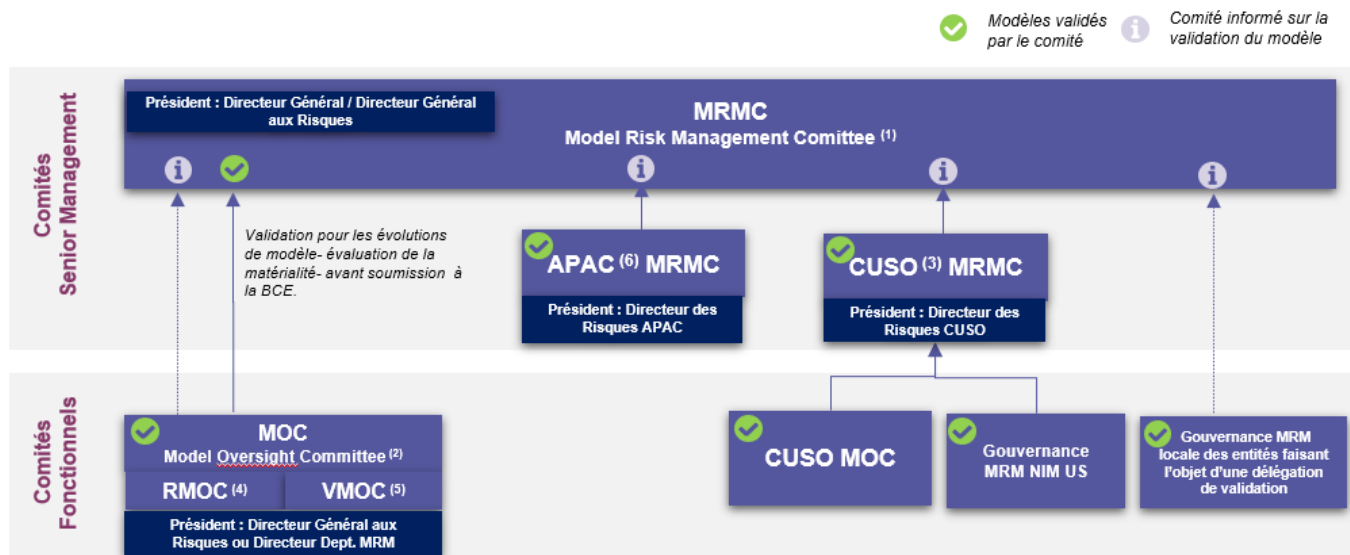 Modèles validés
par le comité
Comité informé sur la
validation du modèle
Comités
Senior Management
Président : Directeur Général / Directeur Général
aux Risques
MRMC
Model Risk Management Comittee (1)
Validation pour les évolutions
de modèle- évaluation de la
matérialité- avant soumission à
la BCE.
APAC (6) MRMC
Président : Directeur des
Risques APAC
CUSO (3) MRMC
Président : Directeur des
Risques CUSO
Comités
Fonctionnels
MOC
Model Oversight Committee (2)
RMOC (4)
VMOC (5)
Président : Directeur Général aux
Risques ou Directeur Dept. MRM
CUSO MOC
Gouvernance
MRM NIM US
Gouvernance MRM
locale des entités faisant
l'objet d'une délégation
de validation